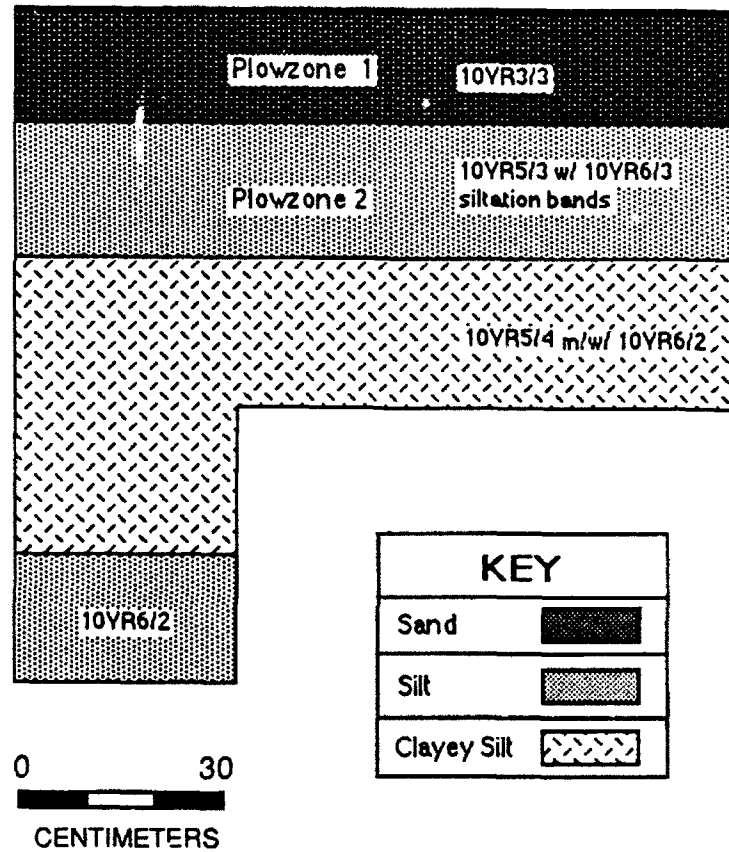 Plowzone 1
10YR3/3
Plowzone 2
10YR5/3 w/ 10YR6/3
siltation bands
10YR5/4 m/w/ 10YR6/2
10YR6/2
KEY
Sand
Silt
Clayey Silt
0 30
CENTIMETERS